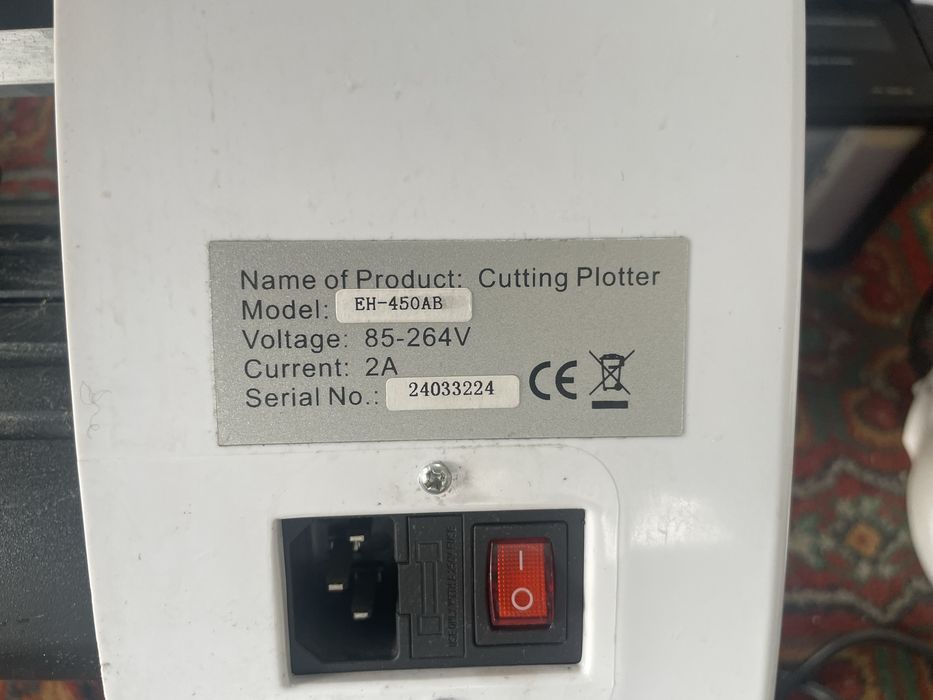 Name of Product: Cutting Plotter
Model: EH-450AB
Voltage: 85-264V
Current: 2A
Serial No.: 24033224
CE